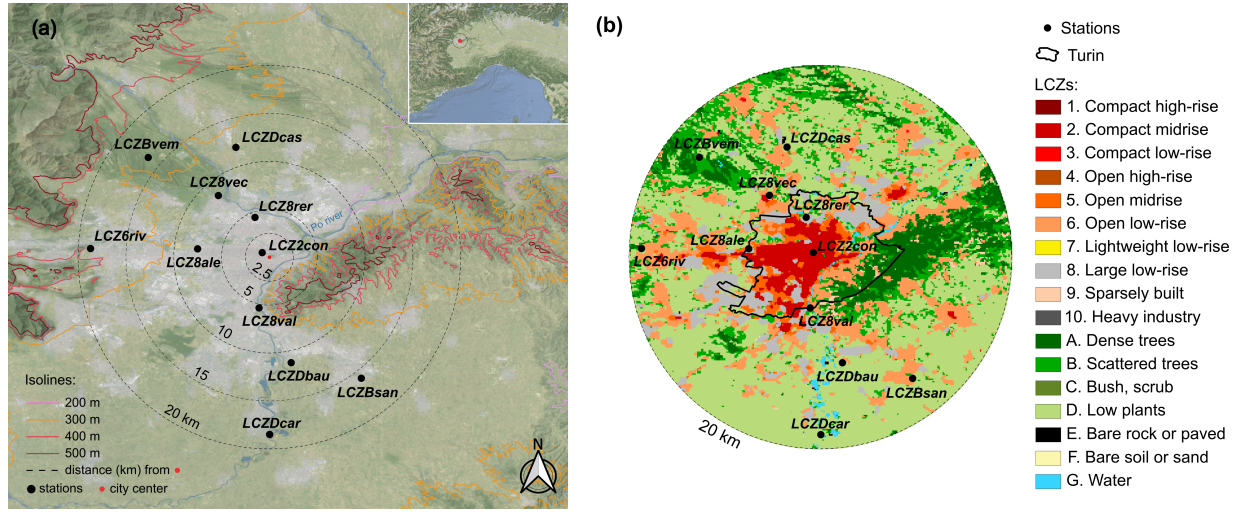 (a)
LCZDcas
LCZBvem
LCZ8vec
LCZ8rer
Po river
LCZ6riv
LCZ8ale
LCZ2con
2.5
5
LCZ8val
10
LCZDbau
15
LCZBsan
20 km
LCZDcar
Isolines:
200 m
300 m
400 m
500 m
distance (km) from
stations
city center
N
(b)
LCZDcas
LCZBvem
LCZ8vec
LCZ8rer
LCZ8ale
LCZ2con
LCZ6riv
LCZ8val
LCZDbau
LCZBsan
LCZDcar
20 km
Stations
Turin
LCZs:
1. Compact high-rise
2. Compact midrise
3. Compact low-rise
4. Open high-rise
5. Open midrise
6. Open low-rise
7. Lightweight low-rise
8. Large low-rise
9. Sparsely built
10. Heavy industry
A. Dense trees
B. Scattered trees
C. Bush, scrub
D. Low plants
E. Bare rock or paved
F. Bare soil or sand
G. Water